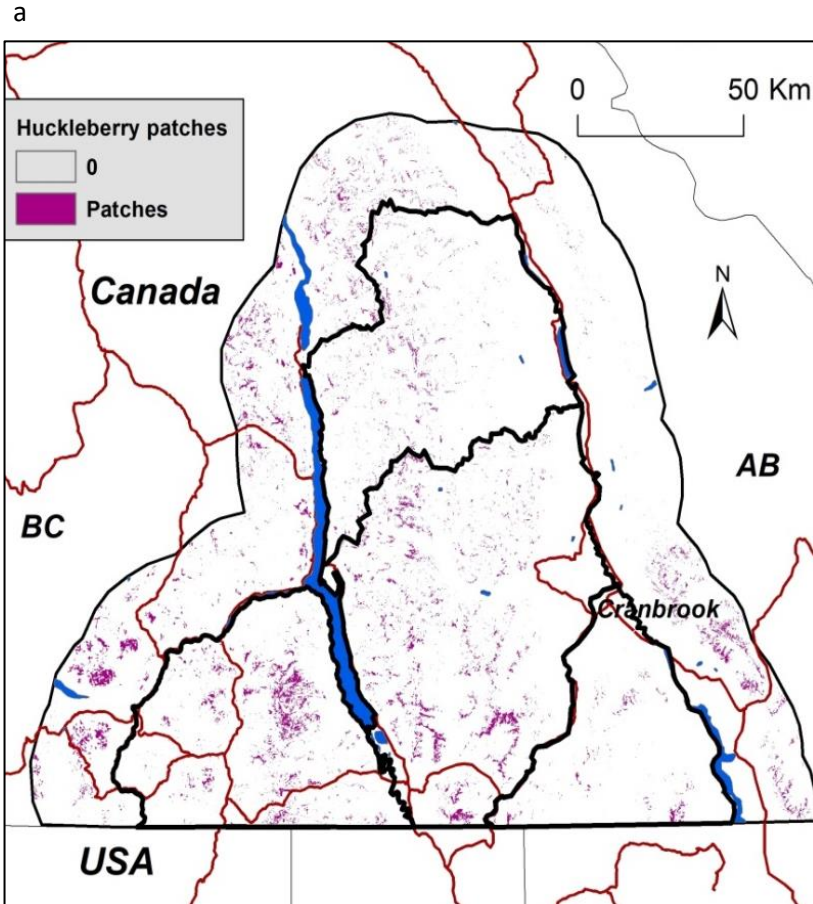 a
0 50 Km
Huckleberry patches
0
Patches
N
Canada
AB
BC
Cranbrook
USA